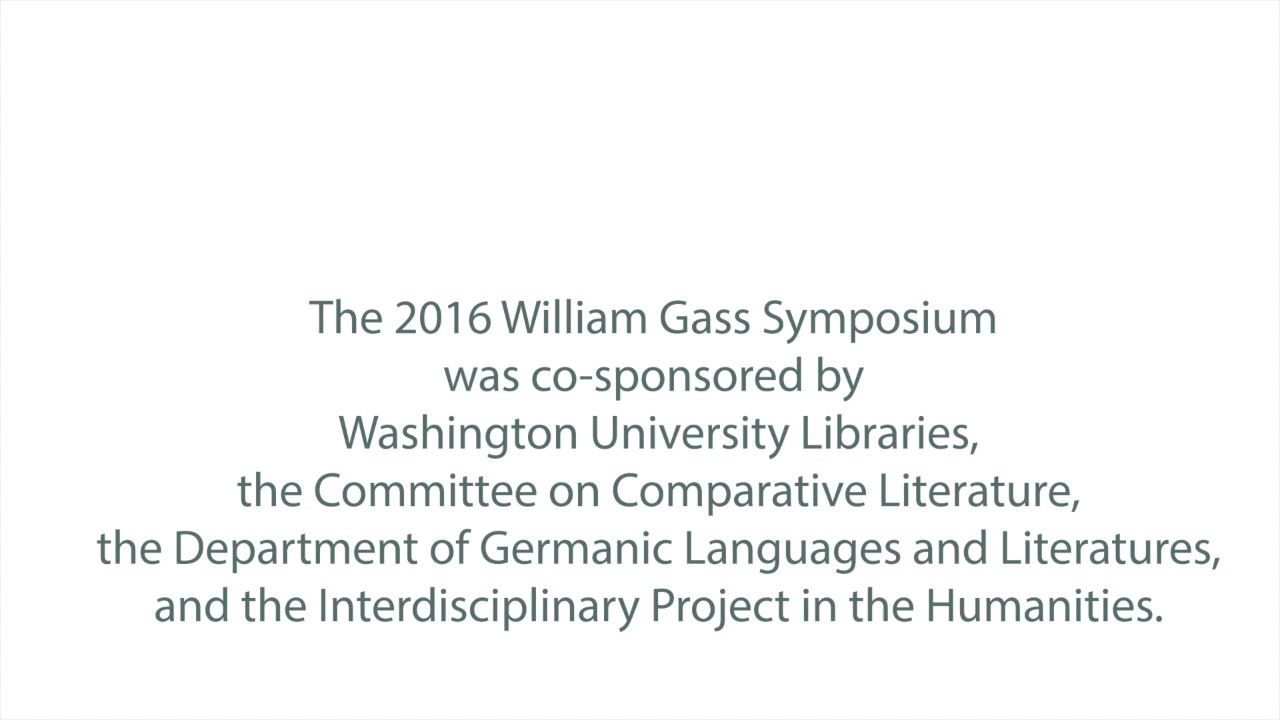 The 2016 William Gass Symposium
was co-sponsored by
Washington University Libraries,
the Committee on Comparative Literature,
the Department of Germanic Languages and Literatures,
and the Interdisciplinary Project in the Humanities.